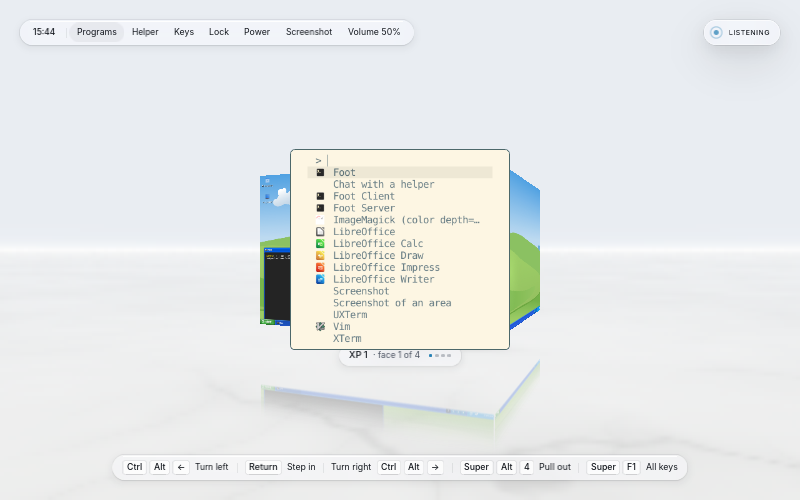 15:44 Programs Helper Keys Lock Power Screenshot Volume 50%
LISTENING
>
Foot
Chat with a helper
Foot Client
Foot Server
ImageMagick (color depth=…
LibreOffice
LibreOffice Calc
LibreOffice Draw
LibreOffice Impress
LibreOffice Writer
Screenshot
Screenshot of an area
UXTerm
Vim
XTerm
XP 1 · face 1 of 4
Ctrl Alt ← Turn left Return Step in Turn right Ctrl Alt → Super Alt 4 Pull out Super F1 All keys